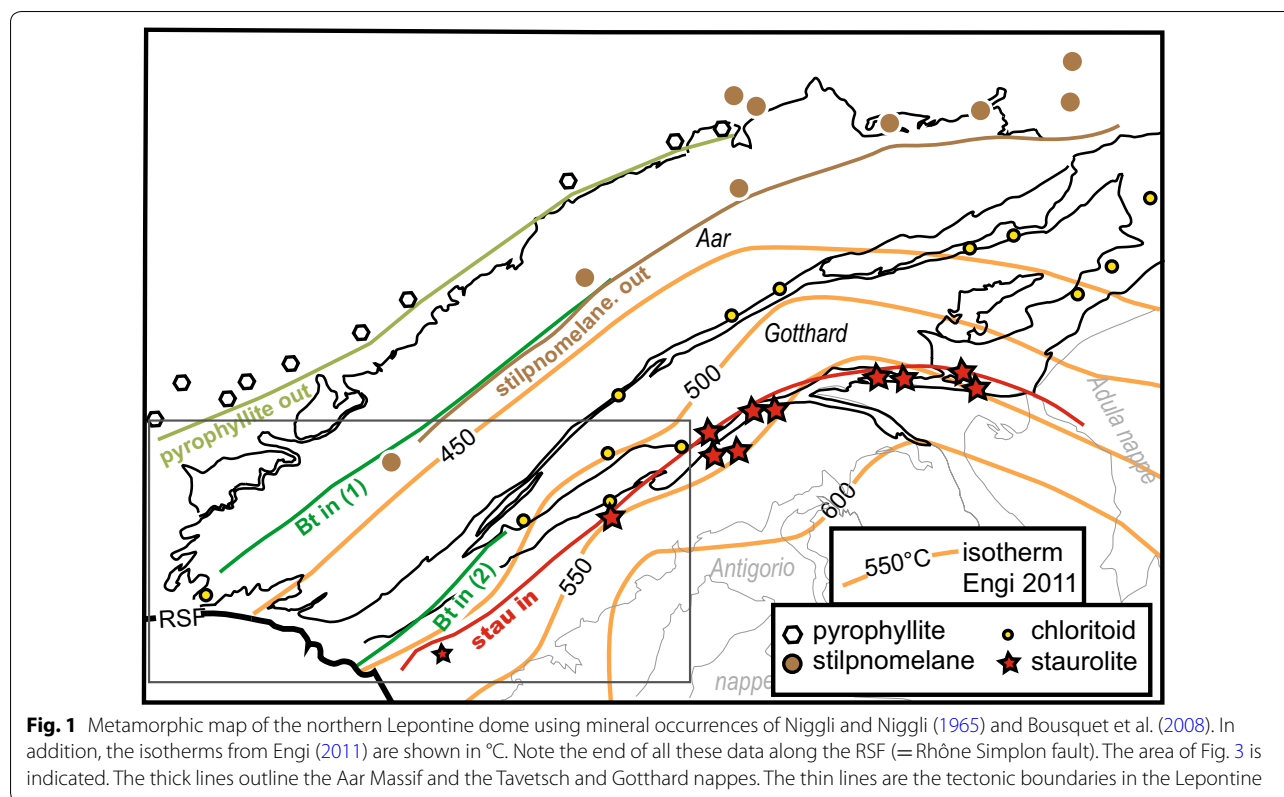 Aar
Gotthard
stilpnomelane. out
pyrophyllite out
450
500
Bt in (1)
Bt in (2)
stau in
550
600
Adula nappe
Antigorio
nappe
RSF
550°C isotherm
Engi 2011
pyrophyllite chloritoid
stilpnomelane staurolite
Fig. 1 Metamorphic map of the northern Lepontine dome using mineral occurrences of Niggli and Niggli (1965) and Bousquet et al. (2008). In
addition, the isotherms from Engi (2011) are shown in °C. Note the end of all these data along the RSF (= Rhône Simplon fault). The area of Fig. 3 is
indicated. The thick lines outline the Aar Massif and the Tavetsch and Gotthard nappes. The thin lines are the tectonic boundaries in the Lepontine